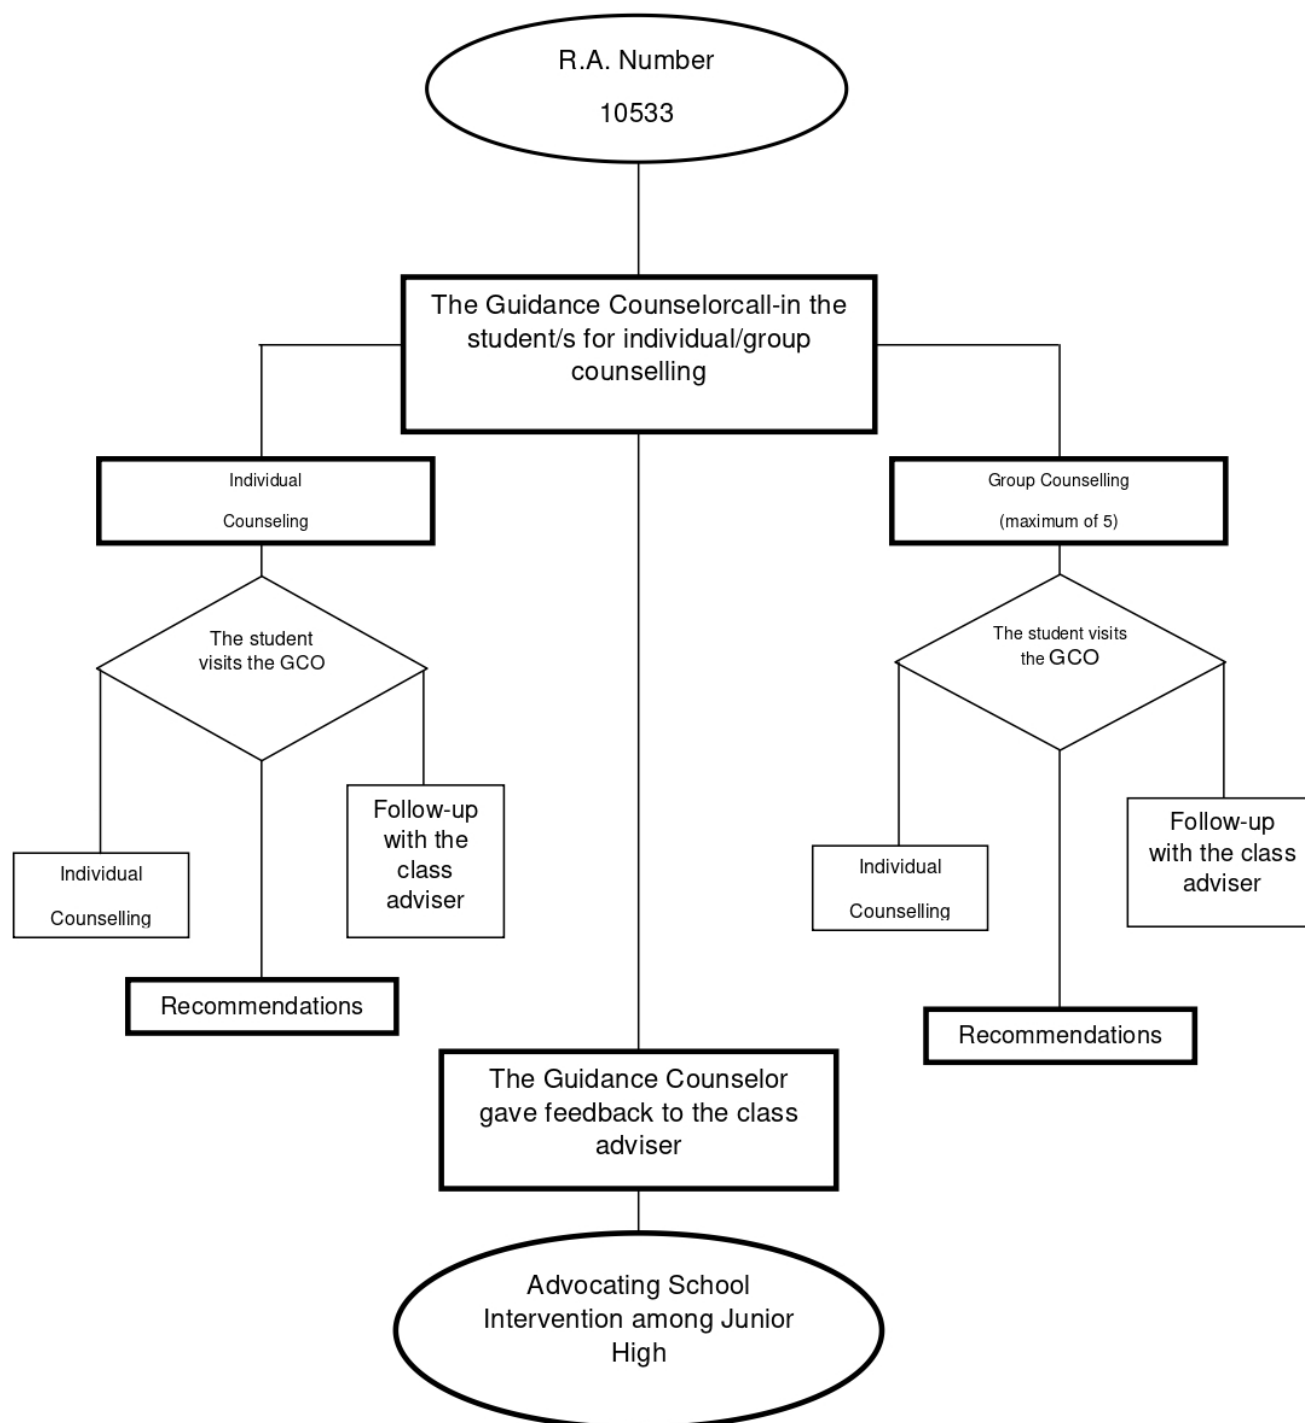 R.A. Number
10533
The Guidance Counselorcall-in the
student/s for individual/group
counselling
Individual
Counseling
Group Counselling
(maximum of 5)
The student
visits the GCO
The student visits
the GCO
Individual
Counselling
Follow-up
with the
class
adviser
Individual
Counselling
Follow-up
with the class
adviser
Recommendations
Recommendations
The Guidance Counselor
gave feedback to the class
adviser
Advocating School
Intervention among Junior
High